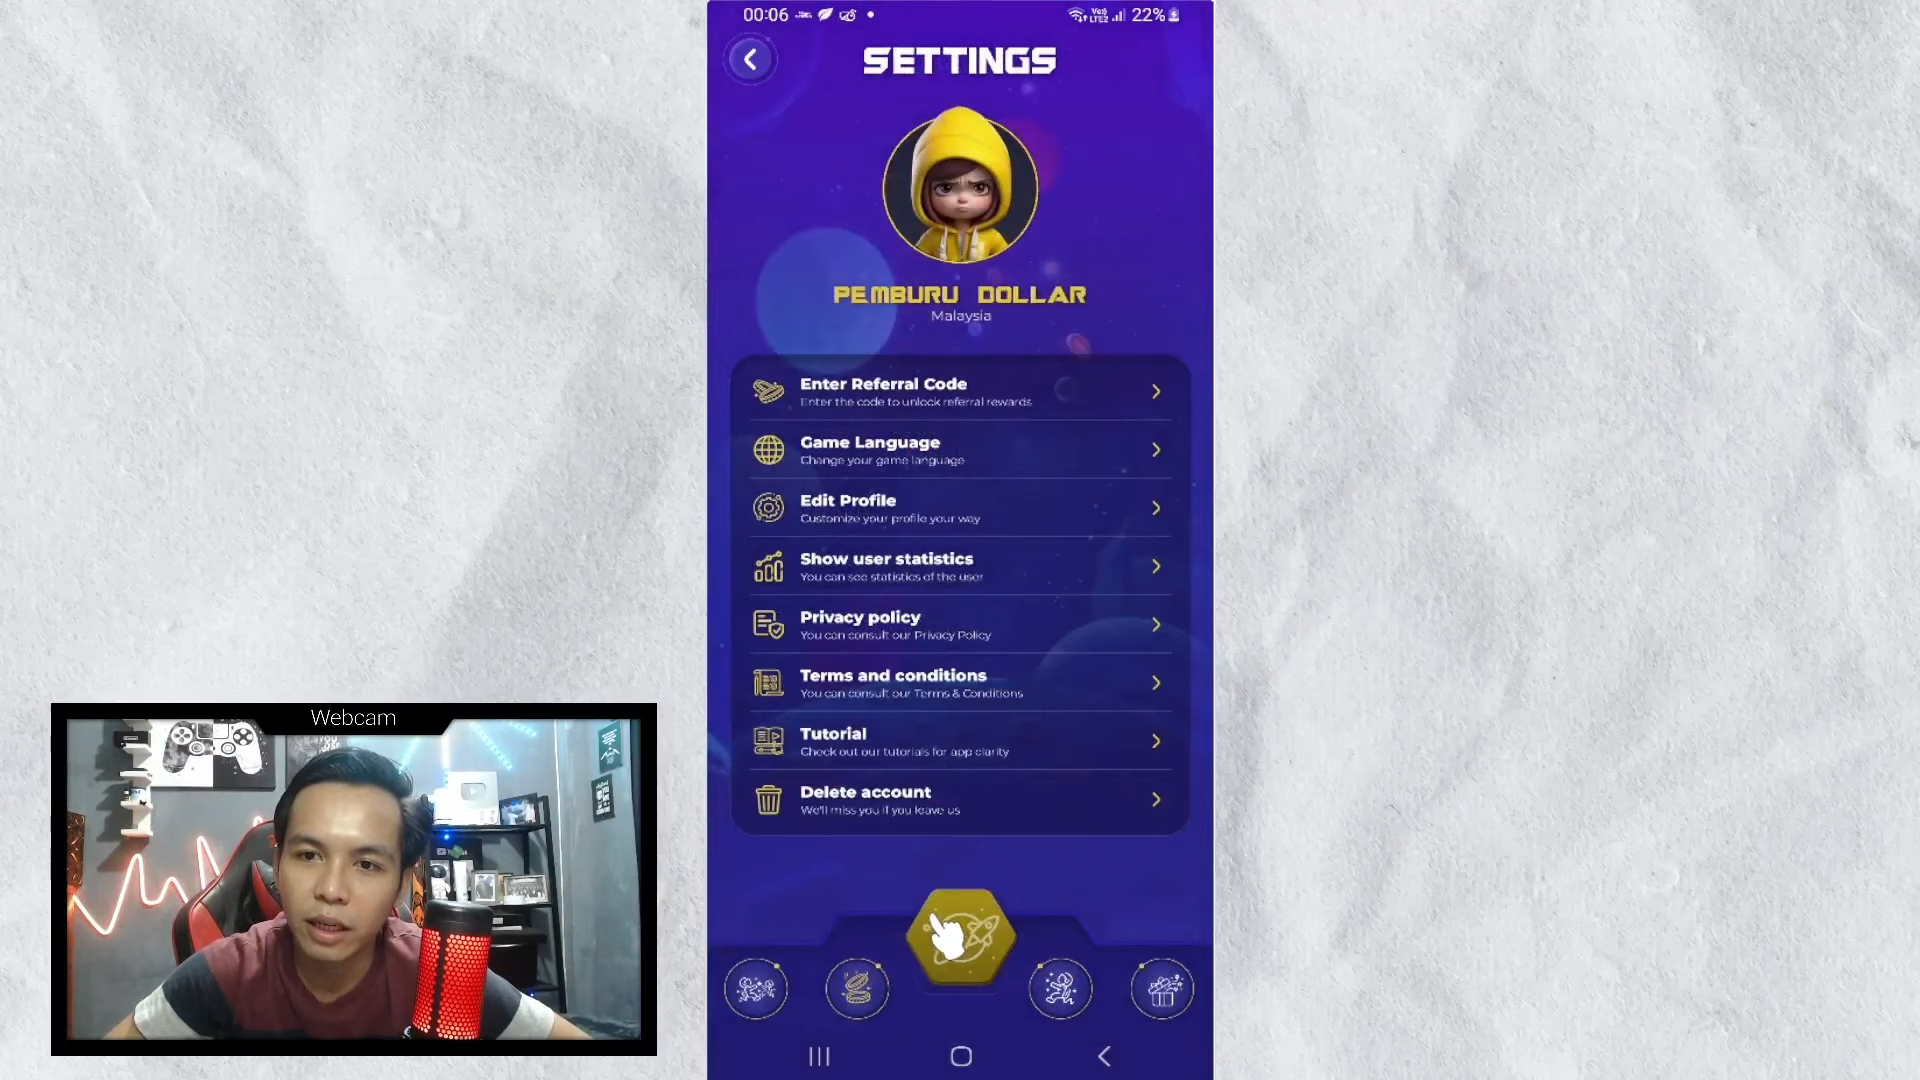 00:06
Vo))
LTE2
22%
SETTINGS
PEMBURU DOLLAR
Malaysia
Enter Referral Code
Enter the code to unlock referral rewards
Game Language
Change your game language
Edit Profile
Customize your profile your way
Show user statistics
You can see statistics of the user
Privacy policy
You can consult our Privacy Policy
Terms and conditions
You can consult our Terms & Conditions
Tutorial
Check out our tutorials for app clarity
Delete account
We'll miss you if you leave us
Webcam